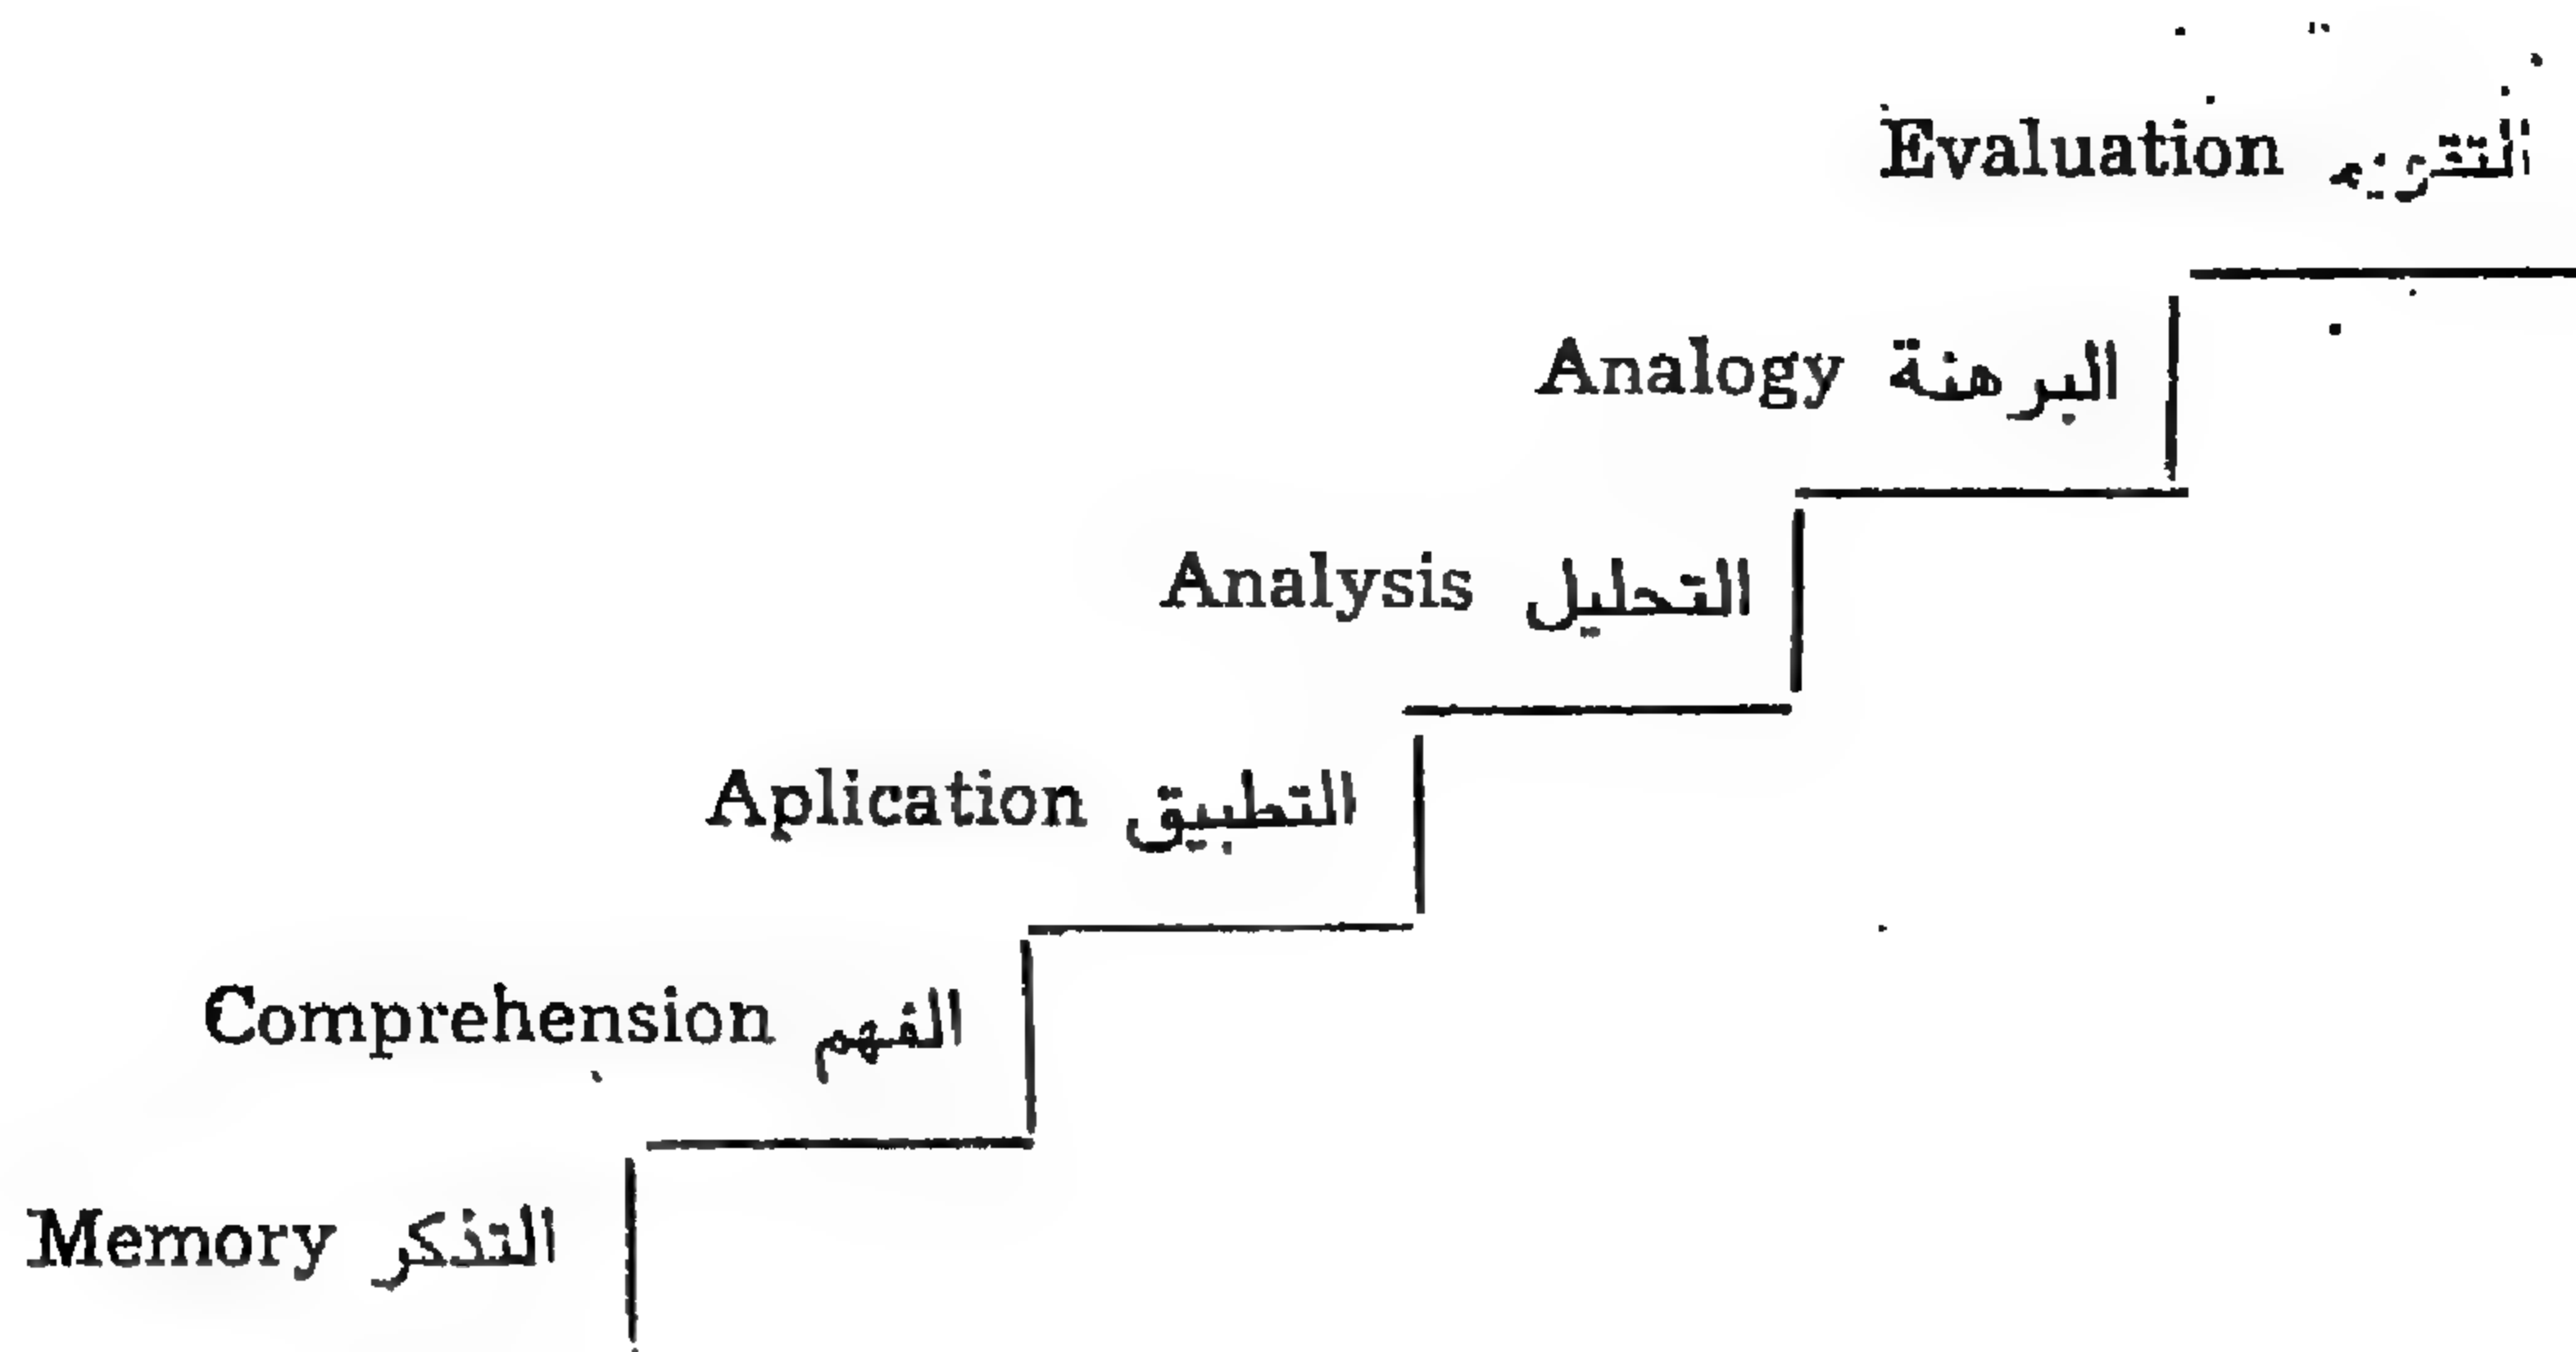 Evaluation التقويم
Analogy البرهنة
Analysis التحليل
Aplication التطبيق
Comprehension الفهم
Memory التذكر